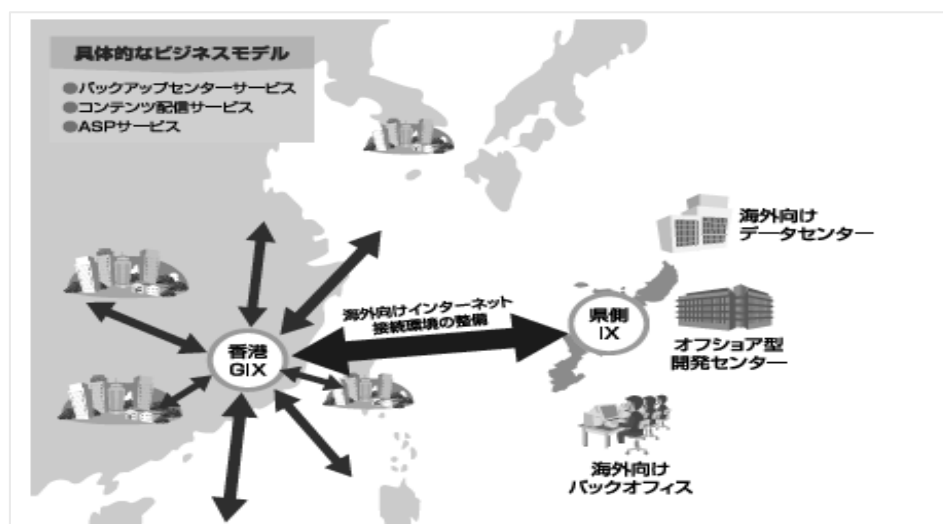 具体的なビジネスモデル
●バックアップセンターサービス
●コンテンツ配信サービス
●ASPサービス
海外向け
データセンター
海外向けインターネット
接続環境の整備
県側
IX
オフショア型
開発センター
香港
GIX
海外向け
バックオフィス